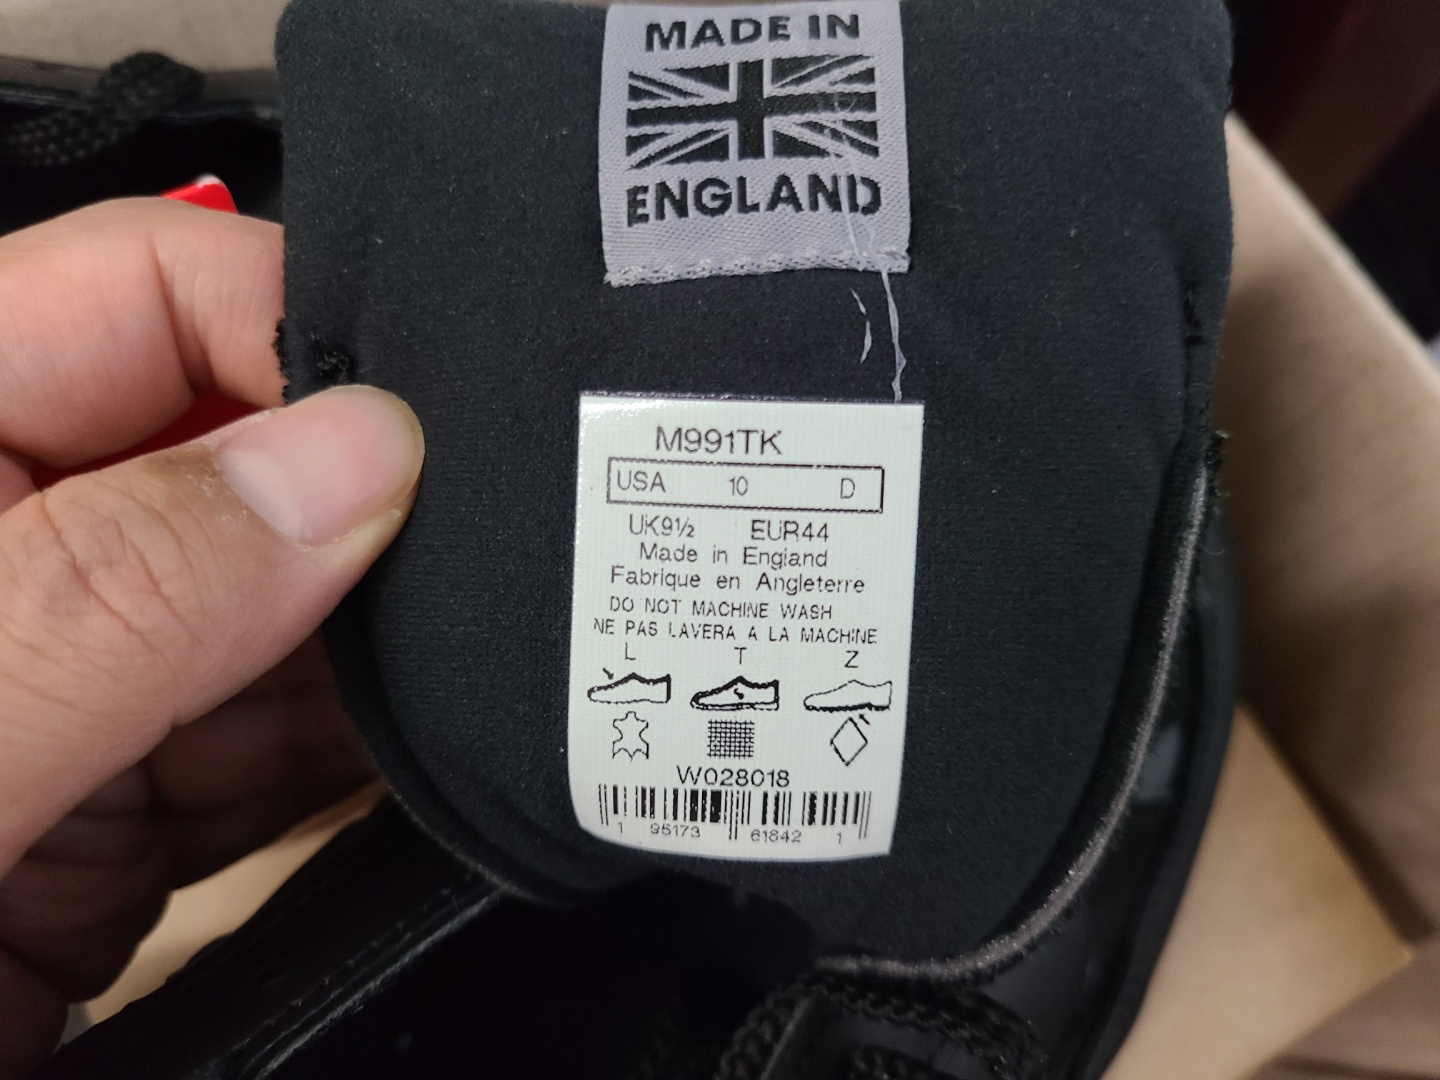 MADE IN
ENGLAND
M991TK
USA 10 D
UK9½ EUR44
Made in England
Fabrique en Angleterre
DO NOT MACHINE WASH
NE PAS LAVERA A LA MACHINE
L T Z
W028018
1 95173 61842 1